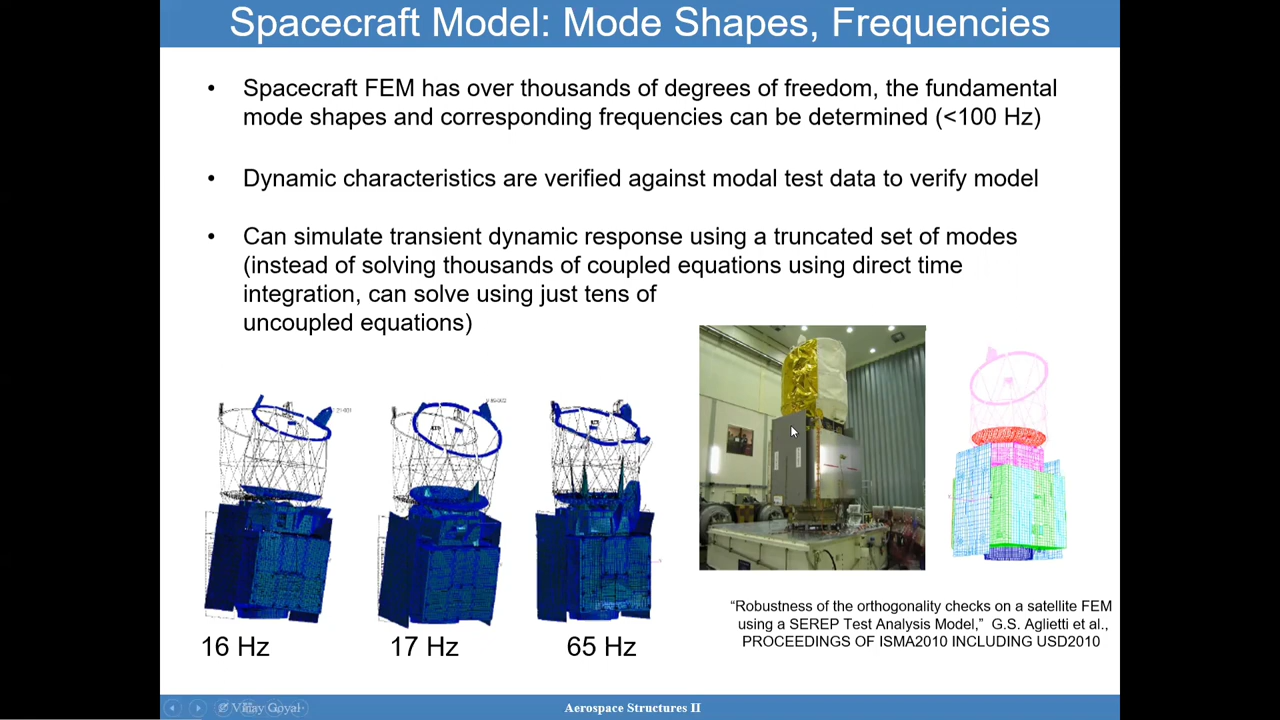 Spacecraft Model: Mode Shapes, Frequencies
• Spacecraft FEM has over thousands of degrees of freedom, the fundamental
mode shapes and corresponding frequencies can be determined (<100 Hz)
• Dynamic characteristics are verified against modal test data to verify model
• Can simulate transient dynamic response using a truncated set of modes
(instead of solving thousands of coupled equations using direct time
integration, can solve using just tens of
uncoupled equations)
16 Hz
17 Hz
65 Hz
“Robustness of the orthogonality checks on a satellite FEM
using a SEREP Test Analysis Model,” G.S. Aglietti et al.,
PROCEEDINGS OF ISMA2010 INCLUDING USD2010
Vinay Goyal
Aerospace Structures II